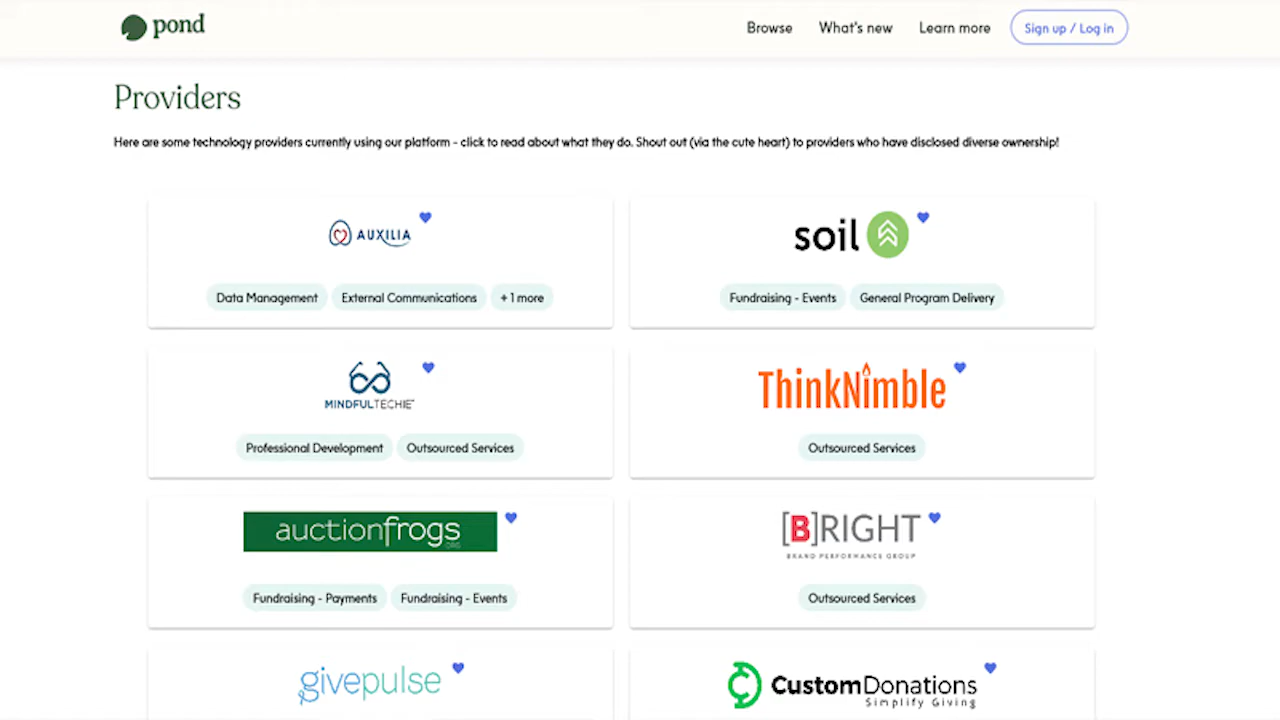 pond
Browse
What's new
Learn more
Sign up / Log in
Providers
Here are some technology providers currently using our platform - click to read about what they do. Shout out (via the cute heart) to providers who have disclosed diverse ownership!
AUXILIA
Data Management
External Communications
+ 1 more
soil
Fundraising - Events
General Program Delivery
MINDFULTECHIE
Professional Development
Outsourced Services
ThinkNimble
Outsourced Services
auctionfrogs
.ORG
Fundraising - Payments
Fundraising - Events
[B]RIGHT
BRAND PERFORMANCE GROUP
Outsourced Services
givepulse
CustomDonations
Simplify Giving